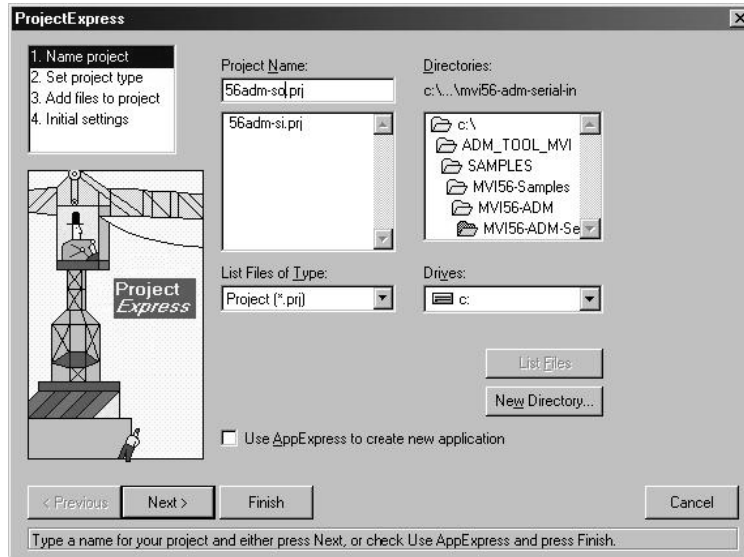 ProjectExpress
1. Name project
2. Set project type
3. Add files to project
4. Initial settings
Project Express
Project Name:
56adm-so.prj
56adm-si.prj
List Files of Type:
Project (*.prj)
Directories:
c:\...\mvi56-adm-serial-in
c:\
ADM_TOOL_MVI
SAMPLES
MVI56-Samples
MVI56-ADM
MVI56-ADM-Se
Drives:
c:
List Files
New Directory...
Use AppExpress to create new application
< Previous
Next >
Finish
Cancel
Type a name for your project and either press Next, or check Use AppExpress and press Finish.